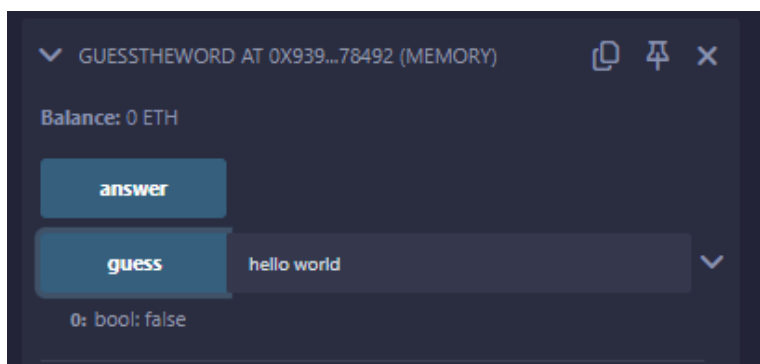 GUESSTHEWORD AT 0X939...78492 (MEMORY)
Balance: 0 ETH
answer
guess hello world
0: bool: false